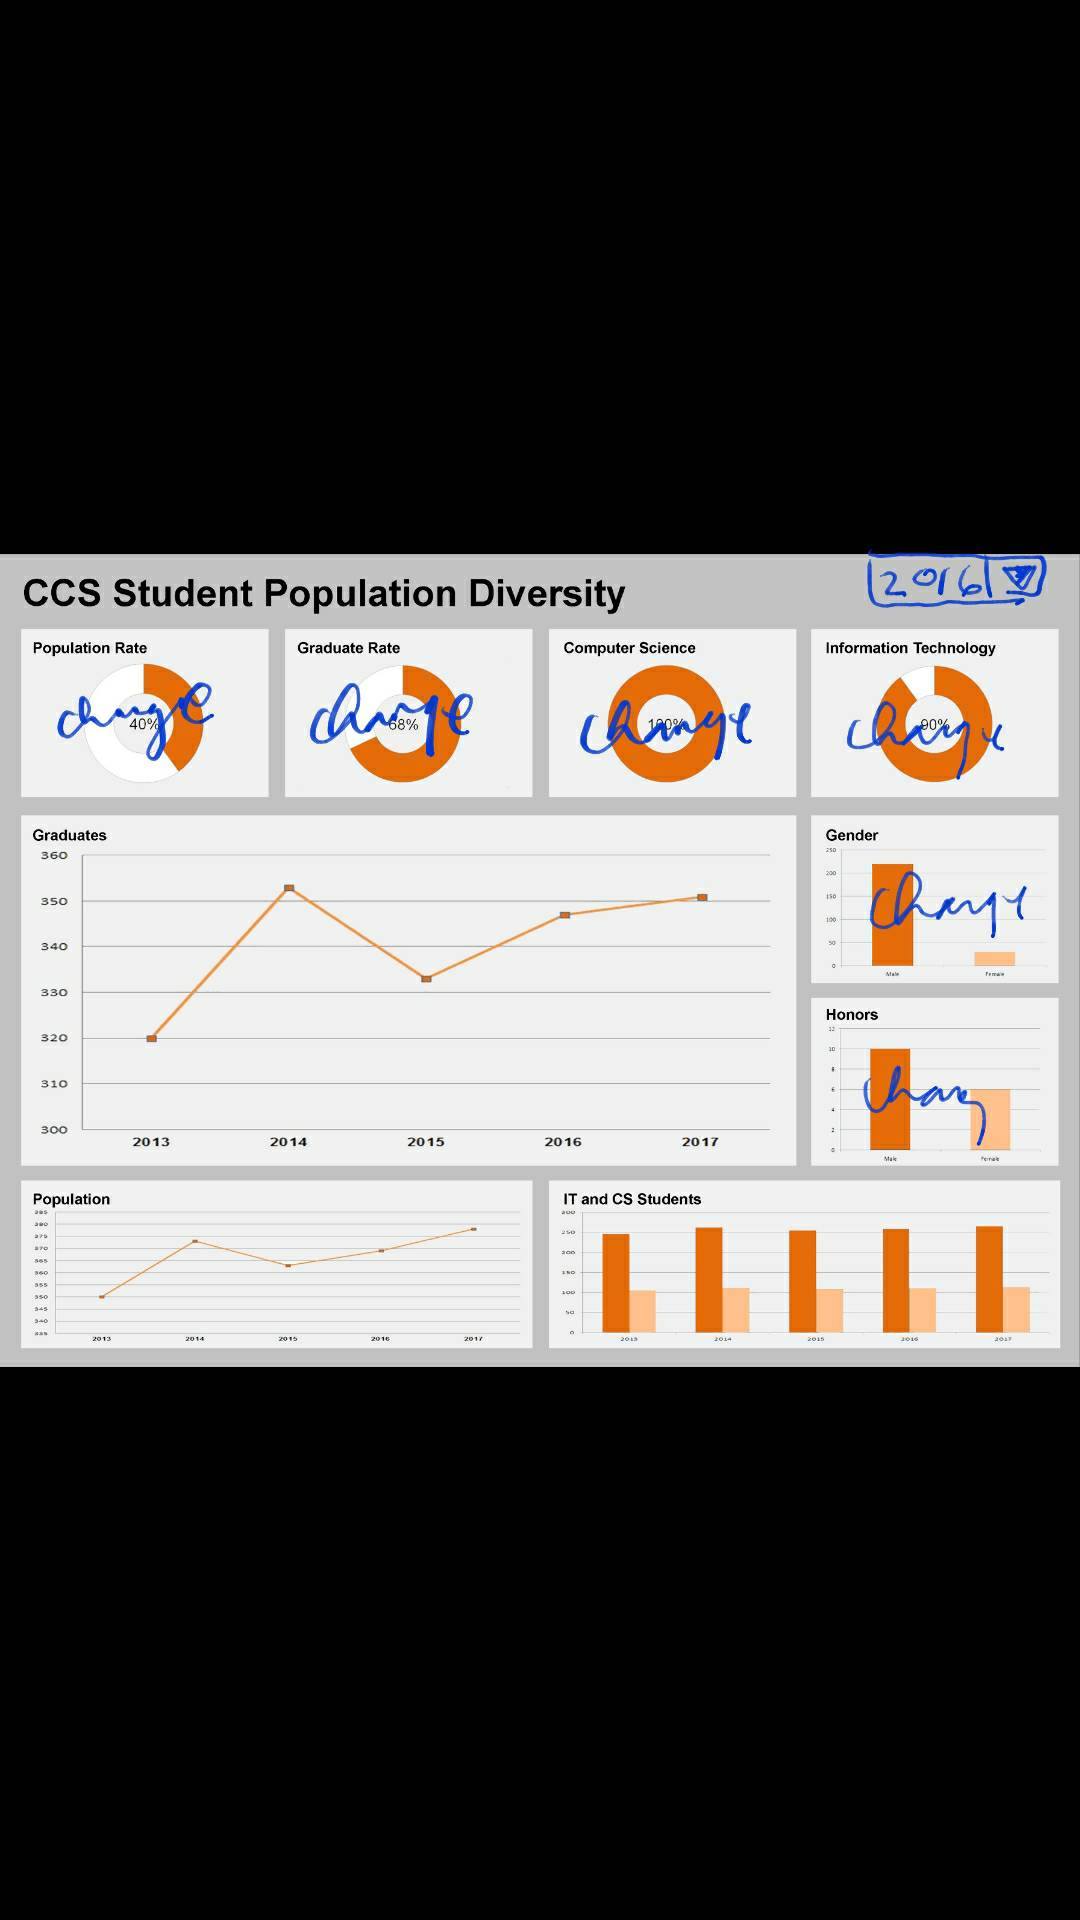 CCS Student Population Diversity
2016
Population Rate
change
40%
Graduate Rate
change
68%
Computer Science
change
100%
Information Technology
change
90%
Graduates
360
350
340
330
320
310
300
2013 2014 2015 2016 2017
Gender
change
250
200
150
100
50
0
Male Female
Honors
chang
12
10
8
6
4
2
0
Male Female
Population
385
380
375
370
365
360
355
350
345
340
335
2013 2014 2015 2016 2017
IT and CS Students
300
250
200
150
100
50
0
2013 2014 2015 2016 2017